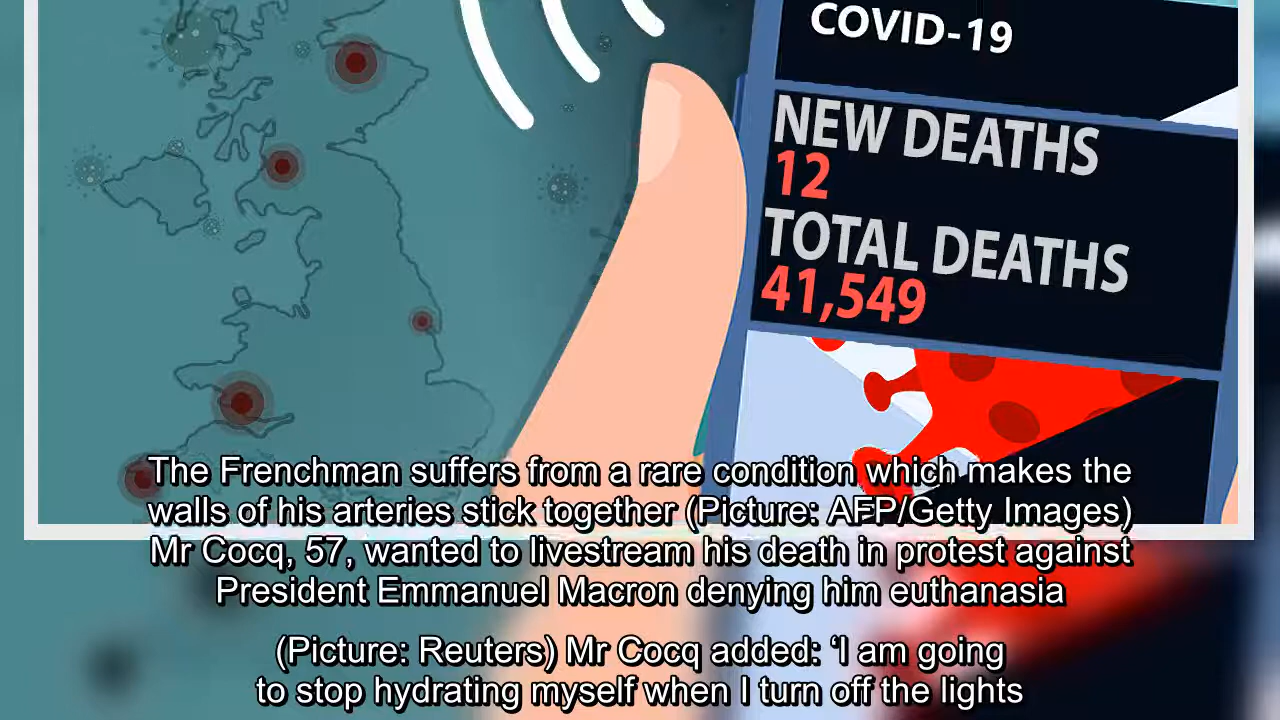 COVID-19
NEW DEATHS
12
TOTAL DEATHS
41,549
The Frenchman suffers from a rare condition which makes the
walls of his arteries stick together (Picture: AFP/Getty Images)
Mr Cocq, 57, wanted to livestream his death in protest against
President Emmanuel Macron denying him euthanasia
(Picture: Reuters) Mr Cocq added: ‘I am going
to stop hydrating myself when I turn off the lights